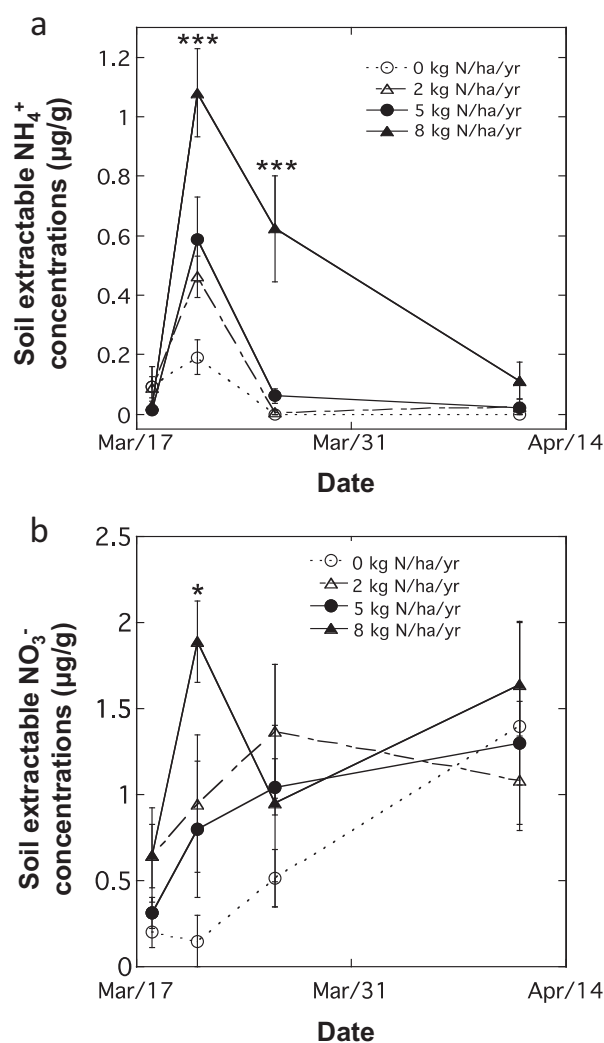 a
***
***
0 kg N/ha/yr
2 kg N/ha/yr
5 kg N/ha/yr
8 kg N/ha/yr
1.2
1
0.8
0.6
0.4
0.2
0
Soil extractable NH₄⁺
concentrations (µg/g)
Mar/17 Mar/31 Apr/14
Date
b
*
0 kg N/ha/yr
2 kg N/ha/yr
5 kg N/ha/yr
8 kg N/ha/yr
2.5
2
1.5
1
0.5
0
Soil extractable NO₃⁻
concentrations (µg/g)
Mar/17 Mar/31 Apr/14
Date